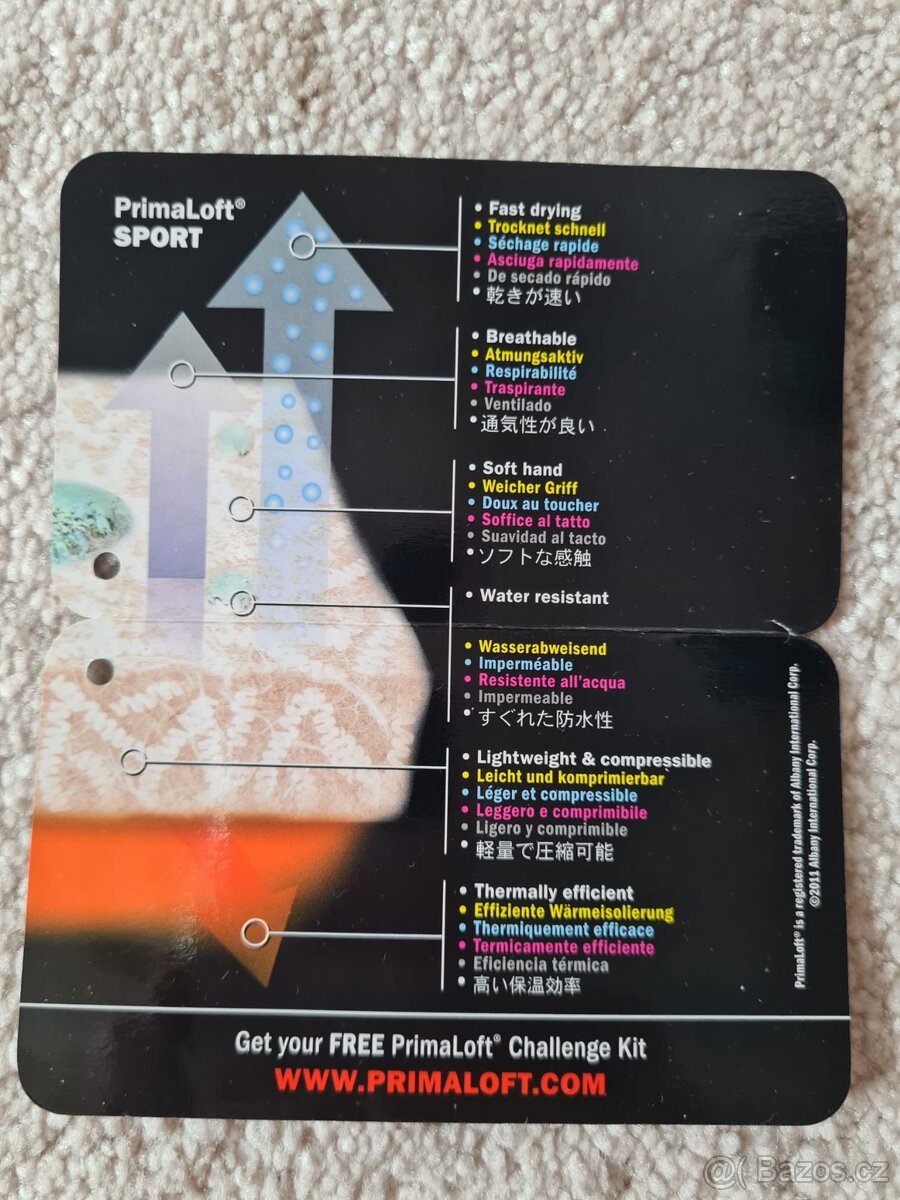 PrimaLoft®
SPORT
• Fast drying
• Trocknet schnell
• Séchage rapide
• Asciuga rapidamente
• De secado rápido
• 乾きが速い
• Breathable
• Atmungsaktiv
• Respirabilité
• Traspirante
• Ventilado
• 通気性が良い
• Soft hand
• Weicher Griff
• Doux au toucher
• Soffice al tatto
• Suavidad al tacto
• ソフトな感触
• Water resistant
• Wasserabweisend
• Imperméable
• Resistente all'acqua
• Impermeable
• すぐれた防水性
• Lightweight & compressible
• Leicht und komprimierbar
• Léger et compressible
• Leggero e comprimibile
• Ligero y comprimible
• 軽量で圧縮可能
• Thermally efficient
• Effiziente Wärmeisolierung
• Thermiquement efficace
• Termicamente efficiente
• Eficiencia térmica
• 高い保温効率
PrimaLoft® is a registered trademark of Albany International Corp.
©2011 Albany International Corp.
Get your FREE PrimaLoft® Challenge Kit
WWW.PRIMALOFT.COM
@( Bazos.cz